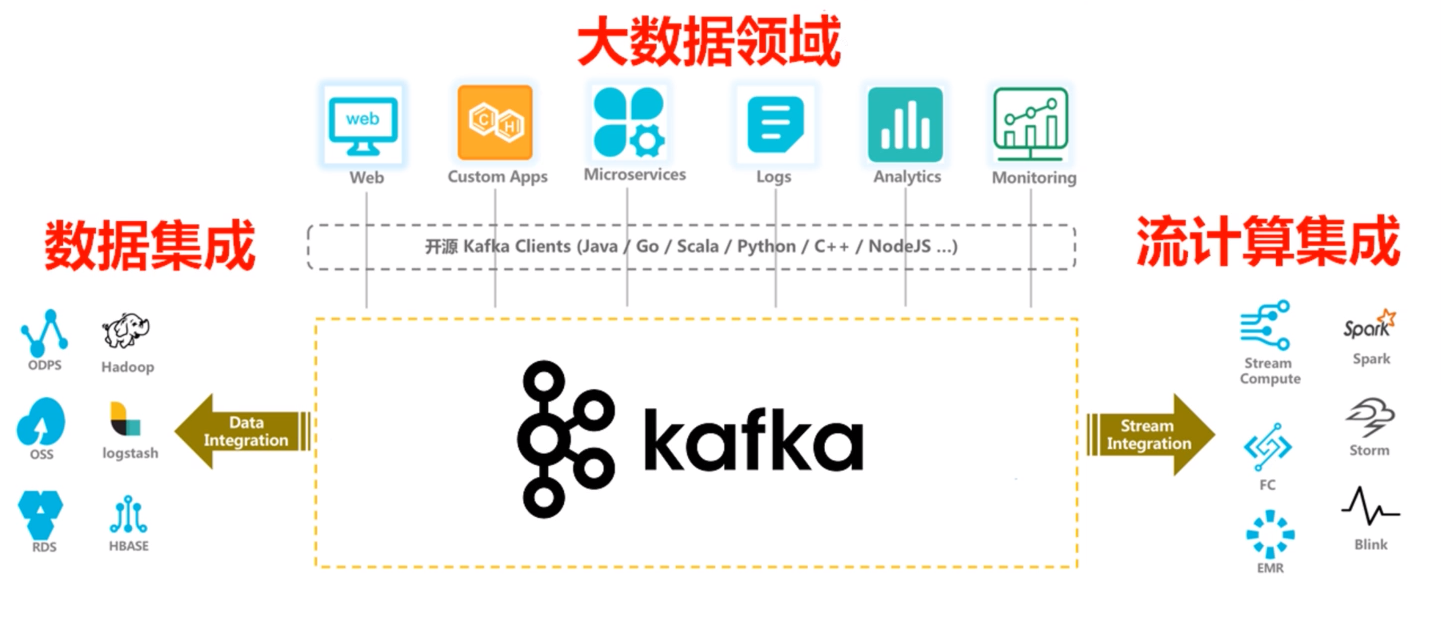 大数据领域
web
C H
Web
Custom Apps
Microservices
Logs
Analytics
Monitoring
开源 Kafka Clients (Java / Go / Scala / Python / C++ / NodeJS ...)
数据集成
ODPS
Hadoop
OSS
logstash
RDS
HBASE
Data
Integration
kafka
Stream
Integration
流计算集成
Stream
Compute
Spark
Spark
FC
Storm
EMR
Blink